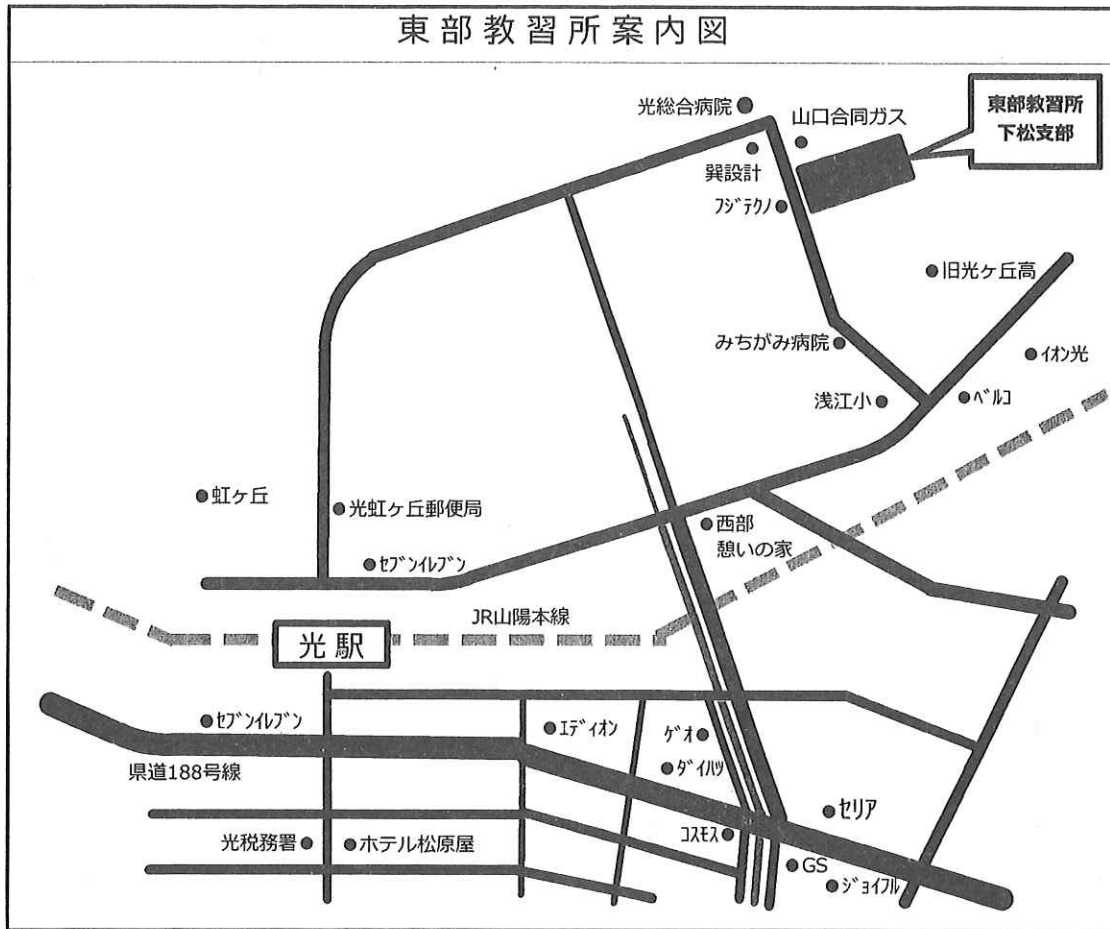 東部教習所案内図
光総合病院
山口合同ガス
東部教習所
下松支部
巽設計
フジテクノ
旧光ヶ丘高
みちがみ病院
イオン光
浅江小
ベルコ
虹ヶ丘
光虹ヶ丘郵便局
西部
憩いの家
セブンイレブン
JR山陽本線
光駅
セブンイレブン
エディオン
ゲオ
県道188号線
ダイハツ
セリア
光税務署
ホテル松原屋
コスモス
GS
ジョイフル